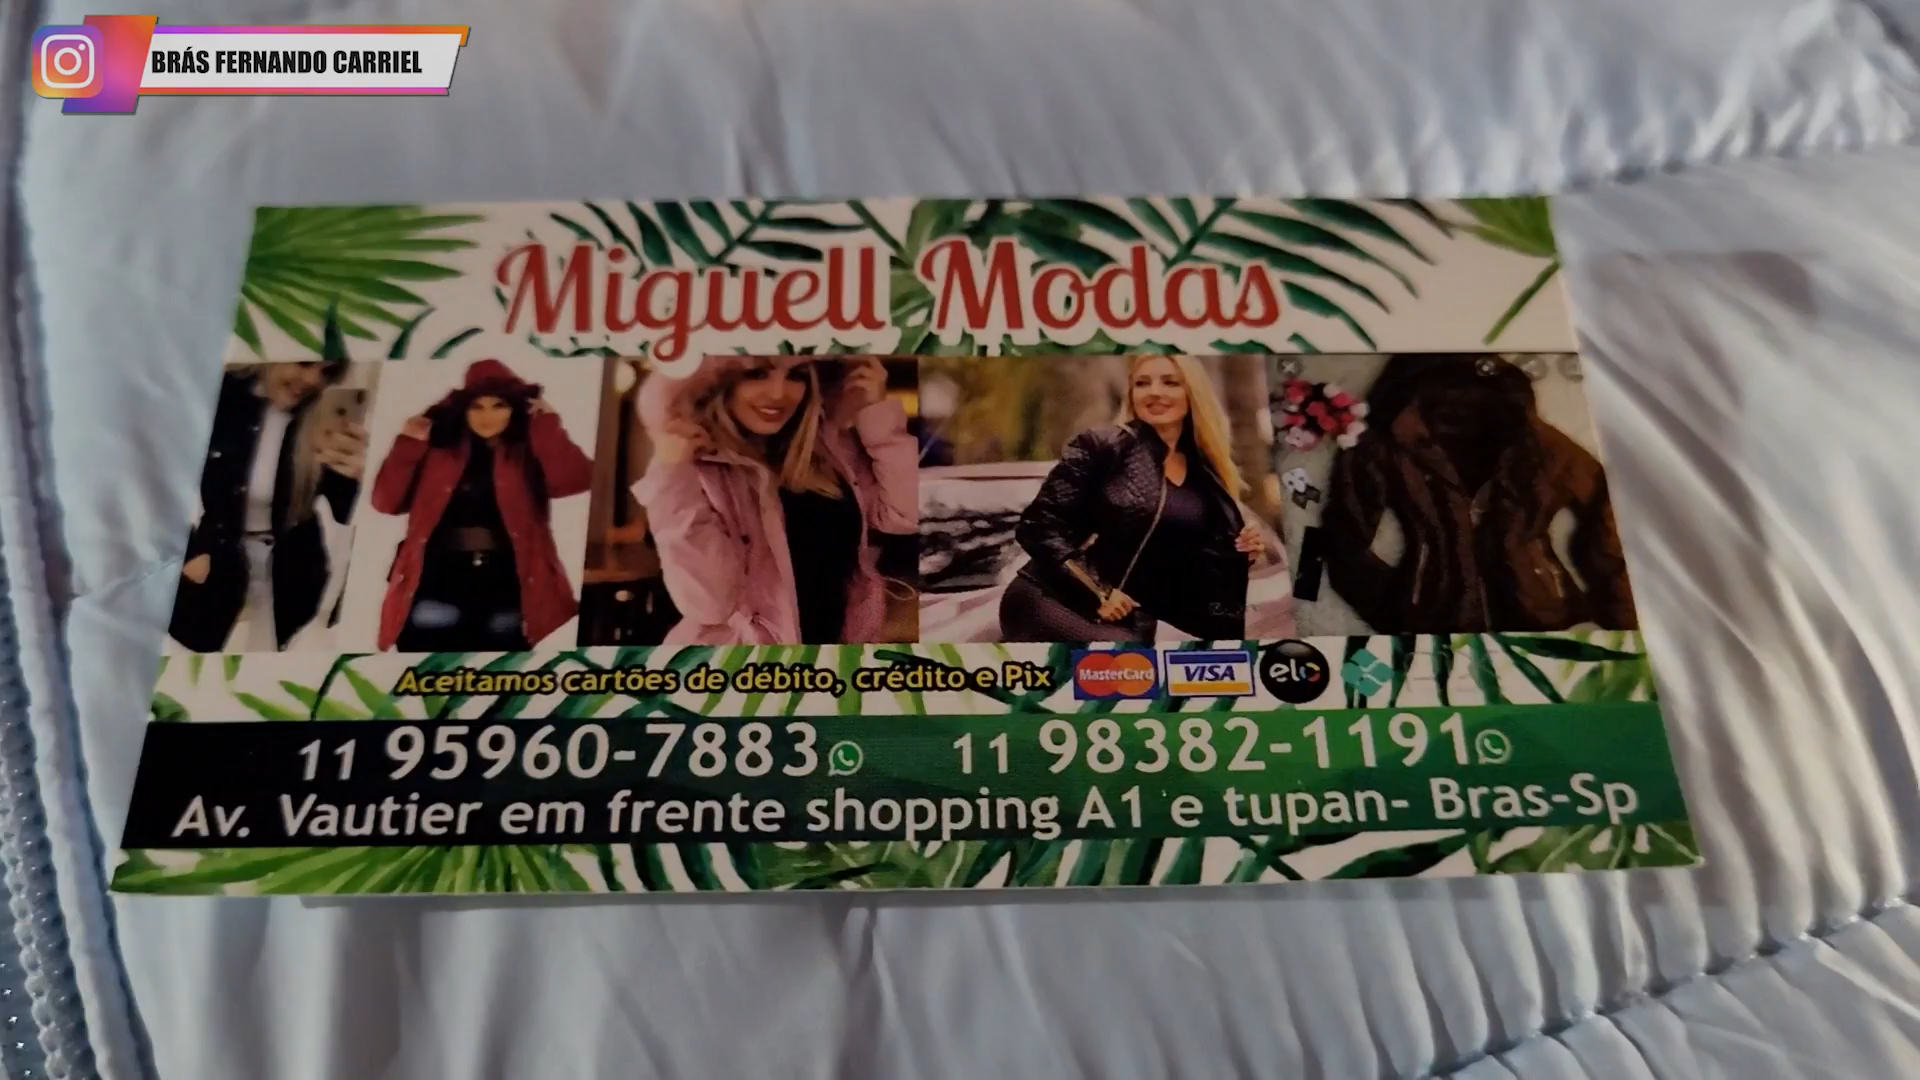 BRÁS FERNANDO CARRIEL
Miguell Modas
Aceitamos cartões de débito, crédito e Pix MasterCard VISA elo
11 95960-7883 11 98382-1191
Av. Vautier em frente shopping A1 e tupan- Bras-Sp